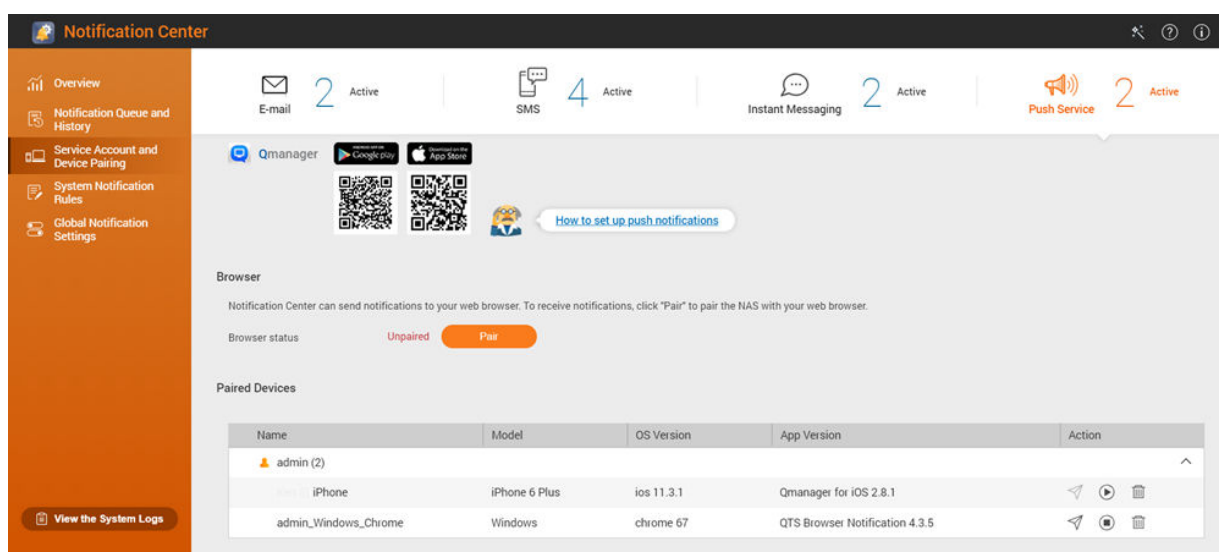 Notification Center
Overview
Notification Queue and
History
Service Account and
Device Pairing
System Notification
Rules
Global Notification
Settings
View the System Logs
E-mail 2 Active
SMS 4 Active
Instant Messaging 2 Active
Push Service 2 Active
Qmanager
Google play
Download on the
App Store
How to set up push notifications
Browser
Notification Center can send notifications to your web browser. To receive notifications, click "Pair" to pair the NAS with your web browser.
Browser status Unpaired Pair
Paired Devices
Name Model OS Version App Version Action
admin (2)
iPhone iPhone 6 Plus ios 11.3.1 Qmanager for iOS 2.8.1
admin_Windows_Chrome Windows chrome 67 QTS Browser Notification 4.3.5